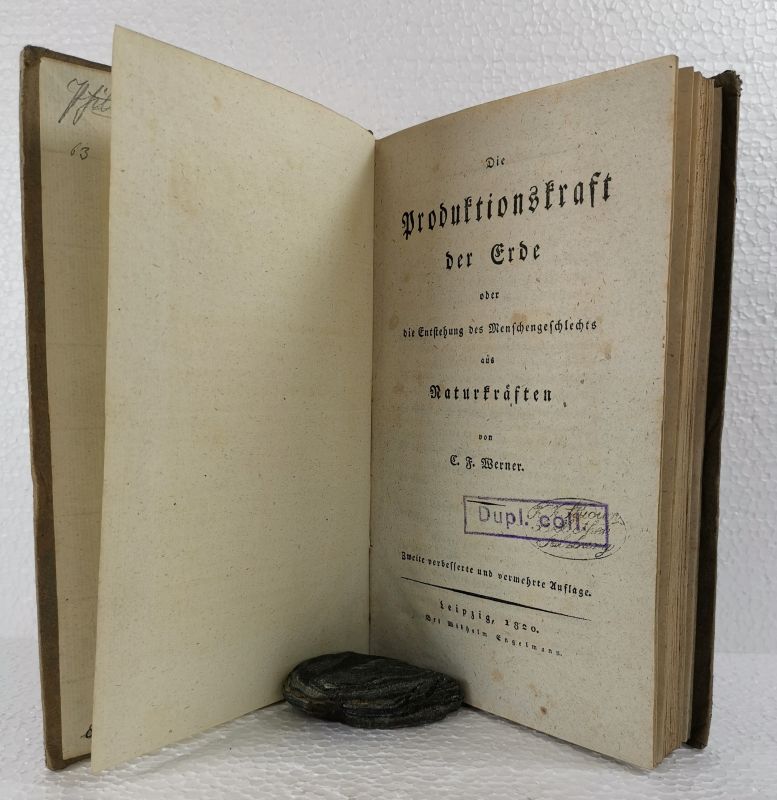 63
Die
Produktionskraft
der Erde
oder
die Entstehung des Menschengeschlechts
aus
Naturkräften
von
C. F. Werner.
Dupl. coll.
Zweite verbesserte und vermehrte Auflage.
Leipzig, 1820.
Bei Wilhelm Engelmann.